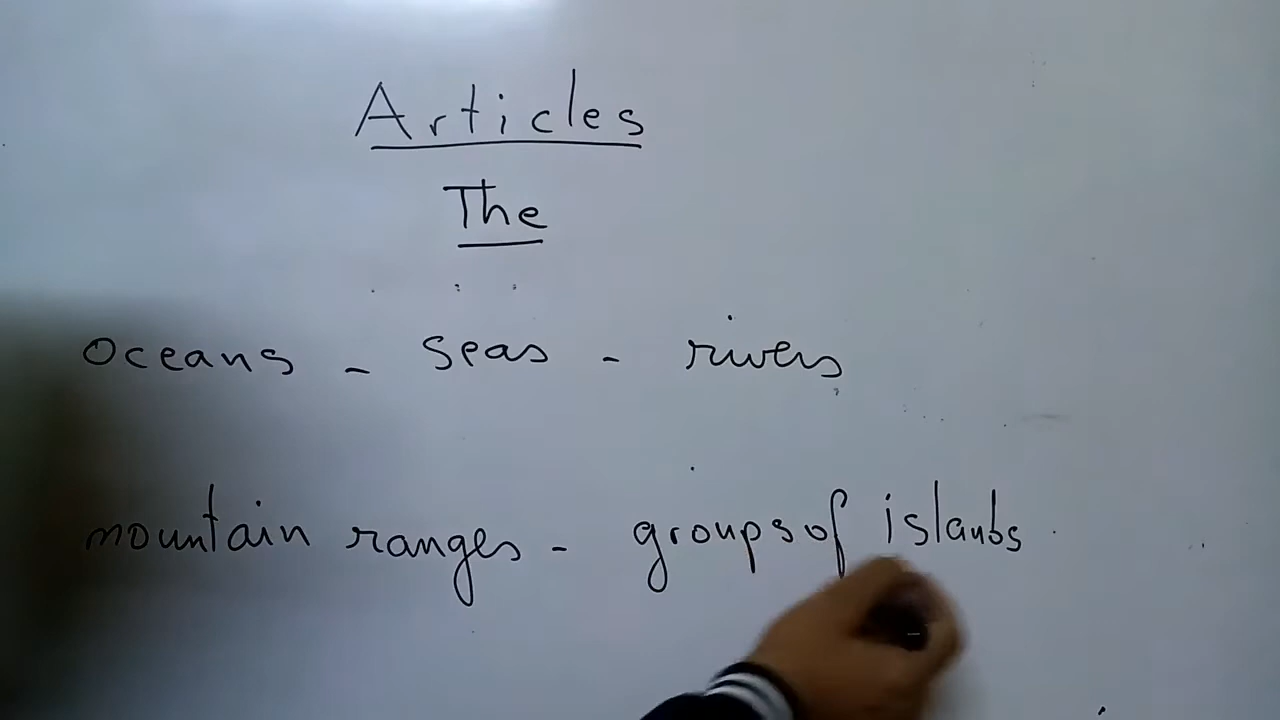 Articles
The
oceans - seas - rivers
mountain ranges - groups of islands